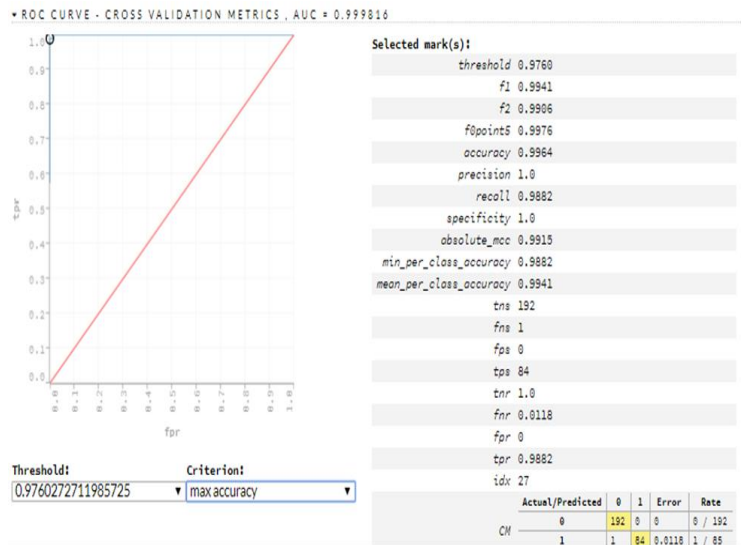 ▾ ROC CURVE - CROSS VALIDATION METRICS , AUC = 0.999816
1.0
0.9
0.8
0.7
0.6
0.5
0.4
0.3
0.2
0.1
0.0
tpr
0.0 0.1 0.2 0.3 0.4 0.5 0.6 0.7 0.8 0.9 1.0
fpr
Threshold:
0.9760272711985725
Criterion:
max accuracy
Selected mark(s):
threshold 0.9760
f1 0.9941
f2 0.9906
f0point5 0.9976
accuracy 0.9964
precision 1.0
recall 0.9882
specificity 1.0
absolute_mcc 0.9915
min_per_class_accuracy 0.9882
mean_per_class_accuracy 0.9941
tns 192
fns 1
fps 0
tps 84
tnr 1.0
fnr 0.0118
fpr 0
tpr 0.9882
idx 27
CM
Actual/Predicted 0 1 Error Rate
0 192 0 0 0 / 192
1 1 84 0.0118 1 / 85